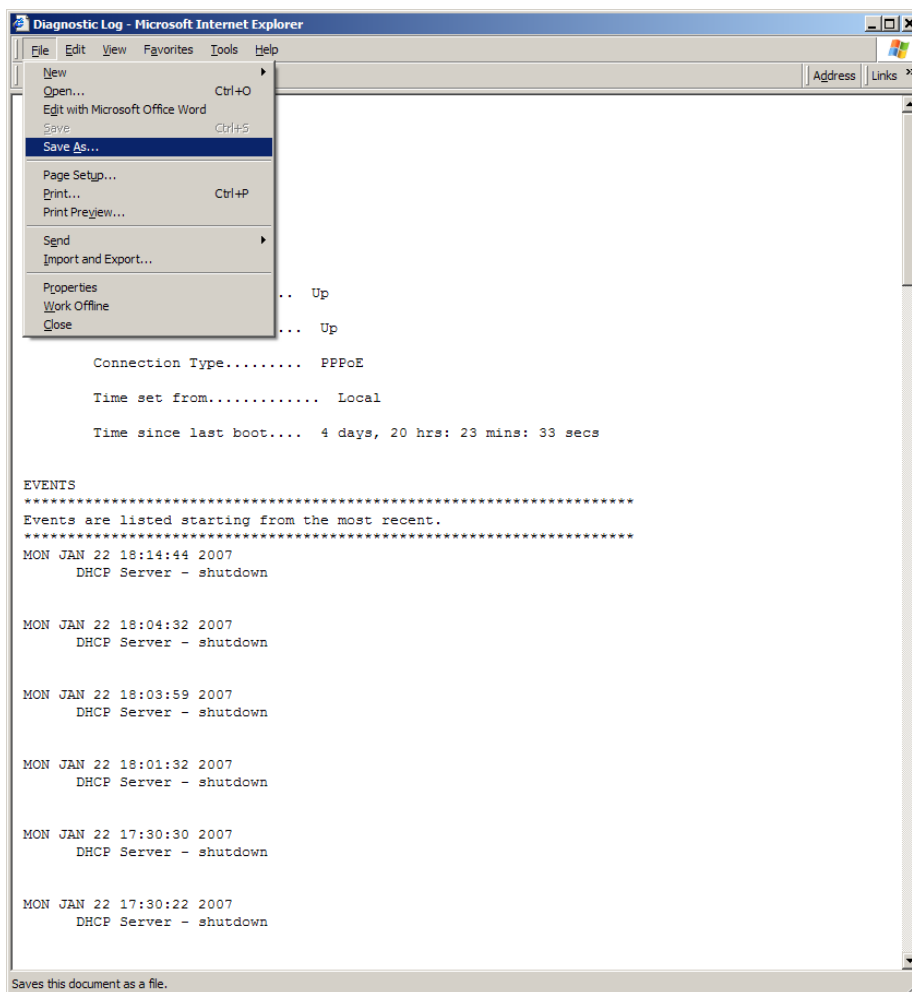 Diagnostic Log - Microsoft Internet Explorer
File Edit View Favorites Tools Help
Address Links »
New
Open... Ctrl+O
Edit with Microsoft Office Word
Save Ctrl+S
Save As...
Page Setup...
Print... Ctrl+P
Print Preview...
Send
Import and Export...
Properties
Work Offline
Close
.. Up
... Up
Connection Type......... PPPoE
Time set from............. Local
Time since last boot.... 4 days, 20 hrs: 23 mins: 33 secs
EVENTS
**********************************************************************
Events are listed starting from the most recent.
**********************************************************************
MON JAN 22 18:14:44 2007
DHCP Server - shutdown
MON JAN 22 18:04:32 2007
DHCP Server - shutdown
MON JAN 22 18:03:59 2007
DHCP Server - shutdown
MON JAN 22 18:01:32 2007
DHCP Server - shutdown
MON JAN 22 17:30:30 2007
DHCP Server - shutdown
MON JAN 22 17:30:22 2007
DHCP Server - shutdown
Saves this document as a file.